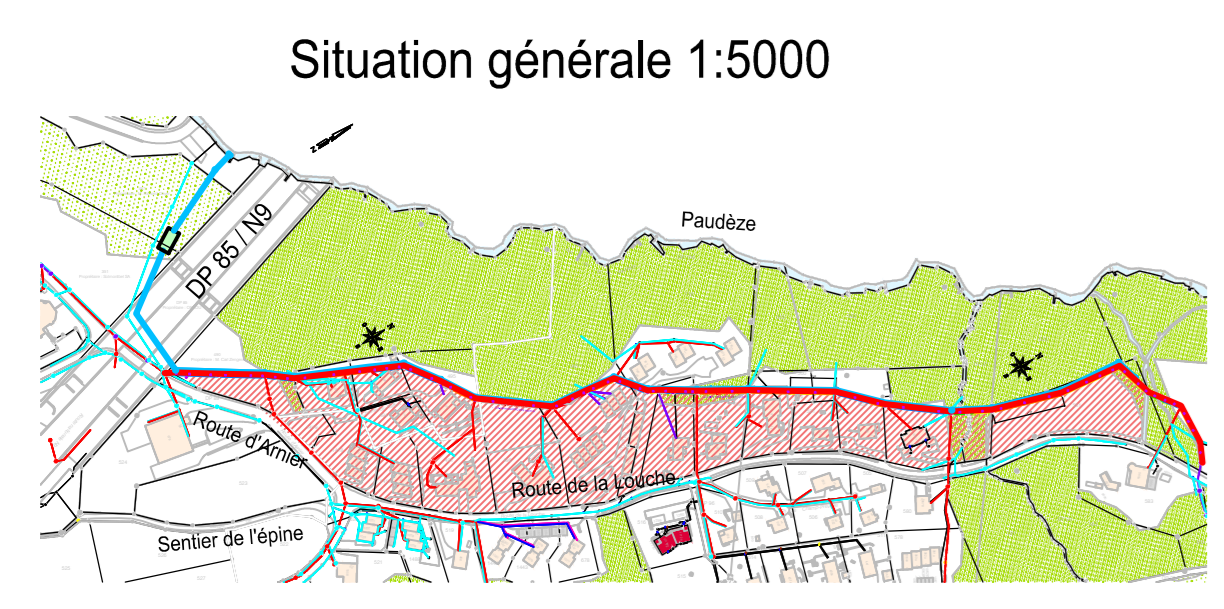 Situation générale 1:5000
Paudèze
DP 85 / N9
Route d'Arnier
Route de la Louche
Sentier de l'épine